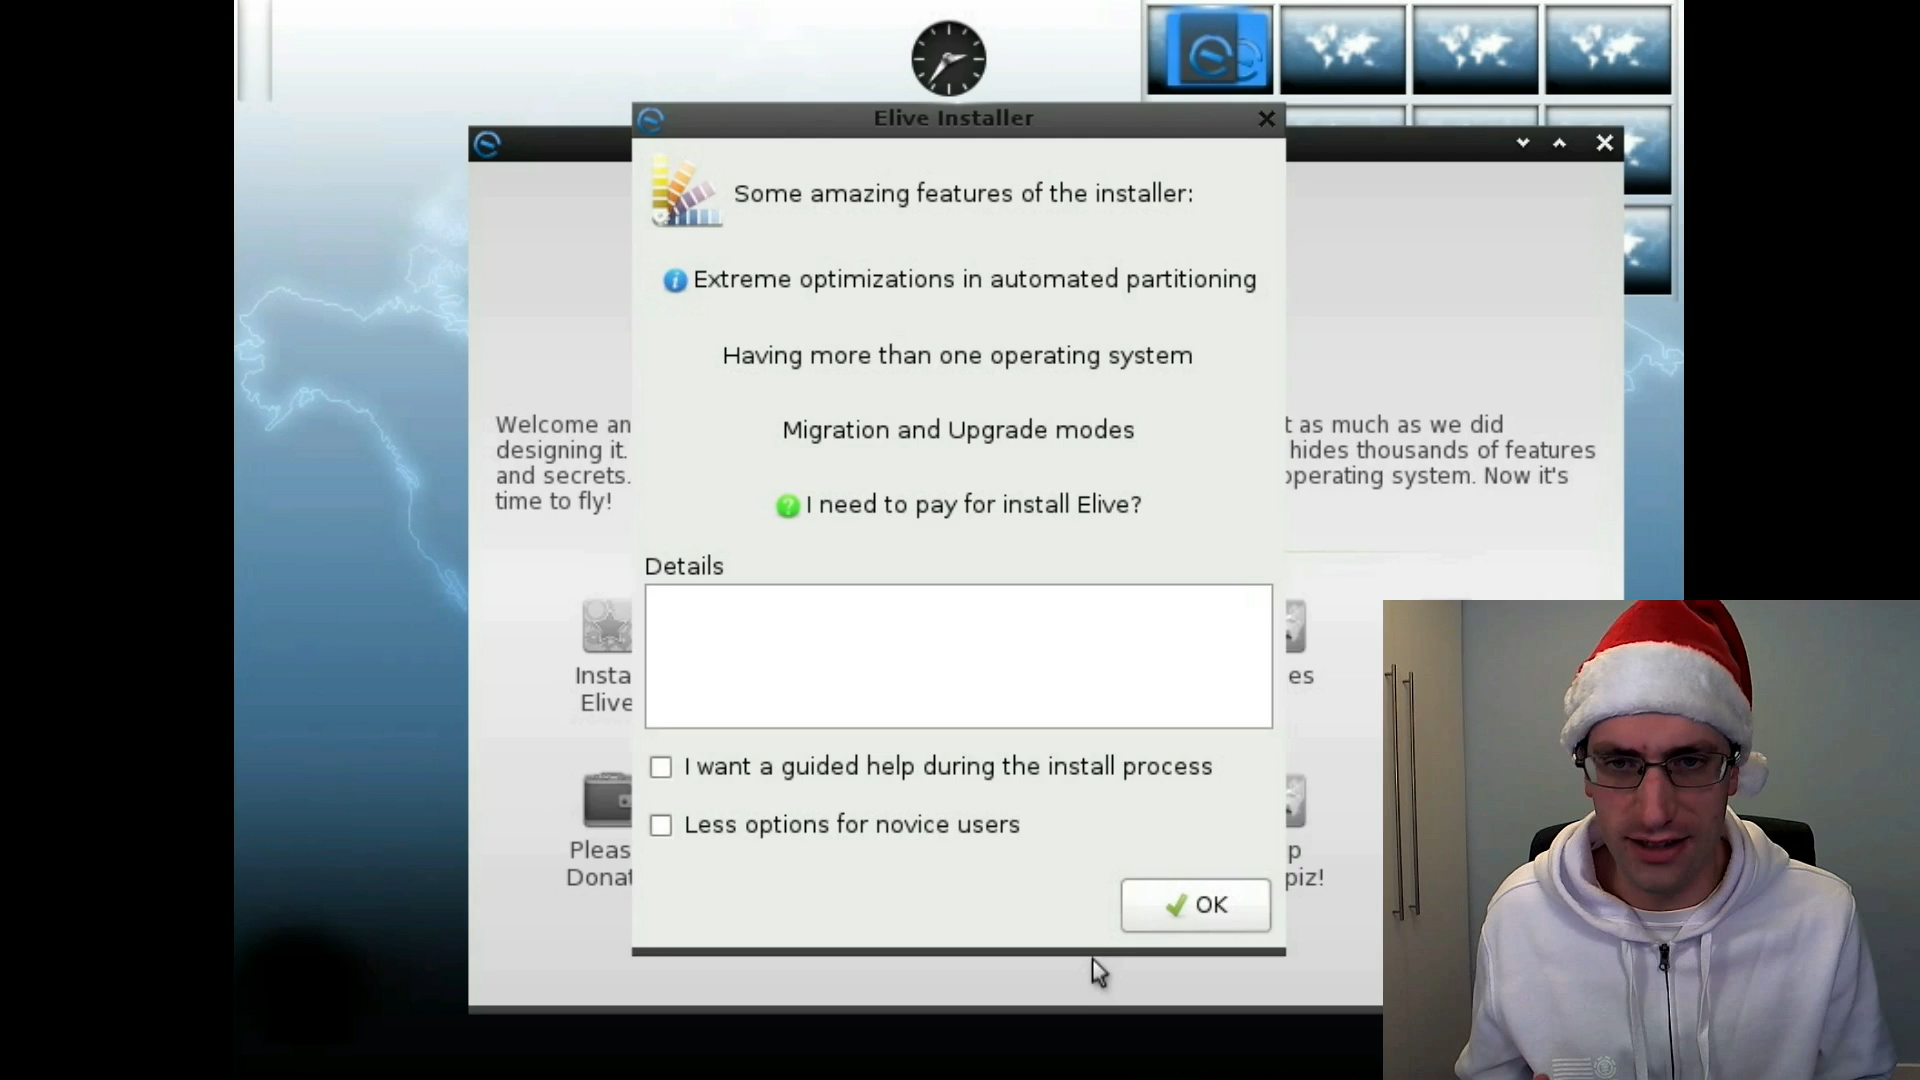 Elive Installer
Some amazing features of the installer:
Extreme optimizations in automated partitioning
Having more than one operating system
Migration and Upgrade modes
I need to pay for install Elive?
Details
I want a guided help during the install process
Less options for novice users
OK
Welcome an
t as much as we did
designing it.
hides thousands of features
and secrets.
operating system. Now it's
time to fly!
Insta
Elive
es
Pleas
Donat
p
piz!